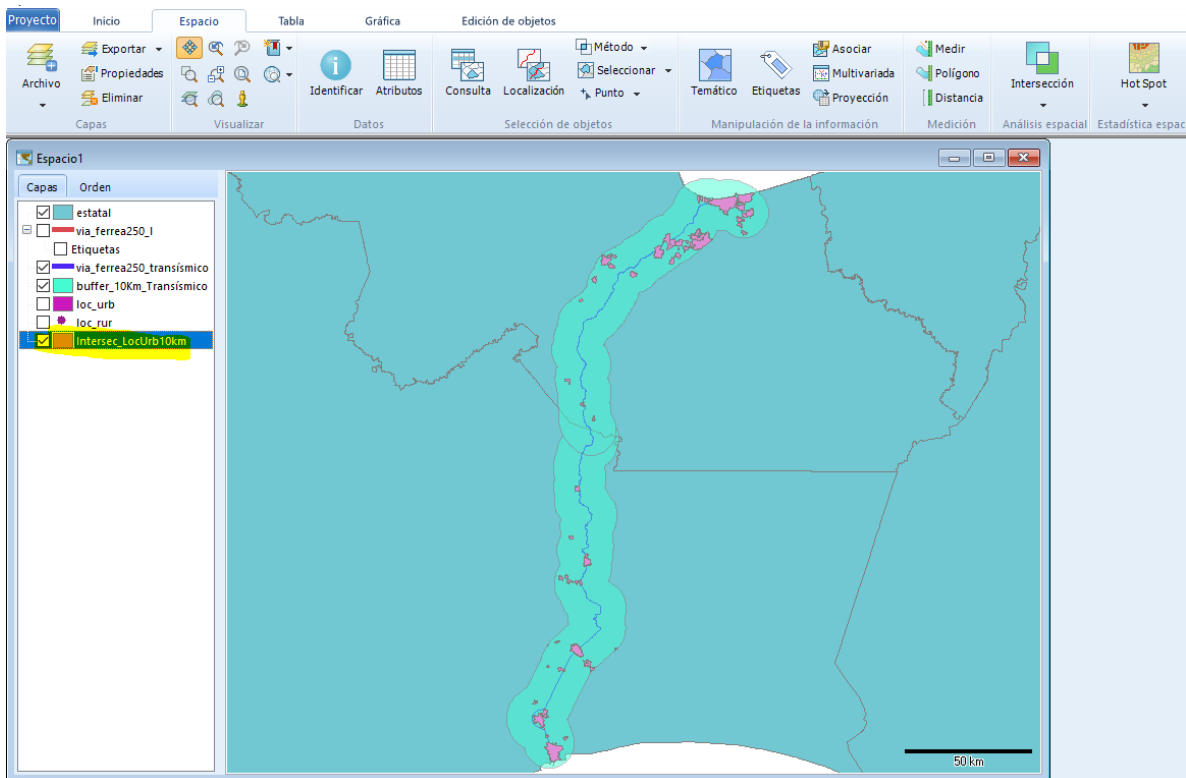 Proyecto Inicio Espacio Tabla Gráfica Edición de objetos
Archivo
Exportar
Propiedades
Eliminar
Capas
Visualizar
Identificar Atributos
Datos
Consulta Localización
Método
Seleccionar
Punto
Selección de objetos
Temático Etiquetas
Asociar
Multivariada
Proyección
Manipulación de la información
Medir
Polígono
Distancia
Medición
Intersección
Análisis espacial
Hot Spot
Estadística espac
Espacio1
Capas Orden
estatal
via_ferrea250_l
Etiquetas
via_ferrea250_transísmico
buffer_10Km_Transísmico
loc_urb
loc_rur
Intersec_LocUrb10km
50 km